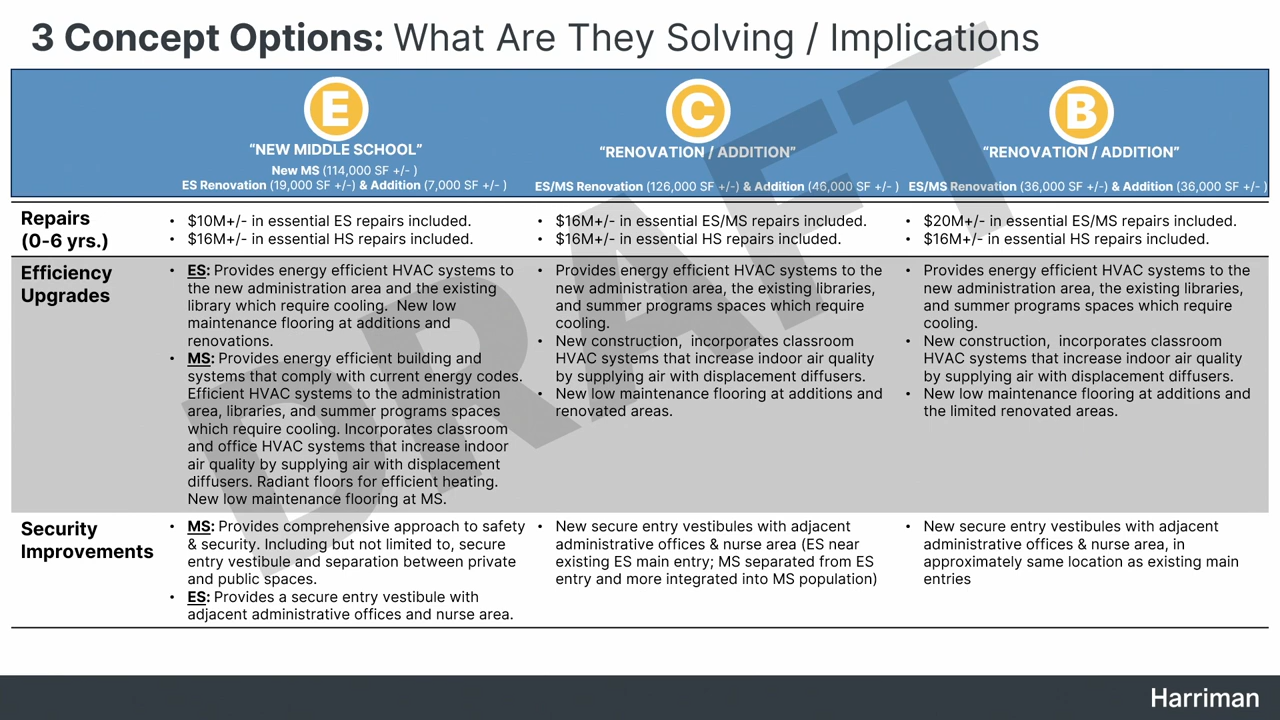 3 Concept Options: What Are They Solving / Implications
E
"NEW MIDDLE SCHOOL"
New MS (114,000 SF +/- )
ES Renovation (19,000 SF +/-) & Addition (7,000 SF +/- )
C
"RENOVATION / ADDITION"
ES/MS Renovation (126,000 SF +/-) & Addition (46,000 SF +/- )
B
"RENOVATION / ADDITION"
ES/MS Renovation (36,000 SF +/-) & Addition (36,000 SF +/- )
Repairs
(0-6 yrs.)
• $10M+/- in essential ES repairs included.
• $16M+/- in essential HS repairs included.
• $16M+/- in essential ES/MS repairs included.
• $16M+/- in essential HS repairs included.
• $20M+/- in essential ES/MS repairs included.
• $16M+/- in essential HS repairs included.
Efficiency
Upgrades
• ES: Provides energy efficient HVAC systems to
the new administration area and the existing
library which require cooling.  New low
maintenance flooring at additions and
renovations.
• MS: Provides energy efficient building and
systems that comply with current energy codes.
Efficient HVAC systems to the administration
area, libraries, and summer programs spaces
which require cooling. Incorporates classroom
and office HVAC systems that increase indoor
air quality by supplying air with displacement
diffusers. Radiant floors for efficient heating.
New low maintenance flooring at MS.
• Provides energy efficient HVAC systems to the
new administration area, the existing libraries,
and summer programs spaces which require
cooling.
• New construction,  incorporates classroom
HVAC systems that increase indoor air quality
by supplying air with displacement diffusers.
• New low maintenance flooring at additions and
renovated areas.
• Provides energy efficient HVAC systems to the
new administration area, the existing libraries,
and summer programs spaces which require
cooling.
• New construction,  incorporates classroom
HVAC systems that increase indoor air quality
by supplying air with displacement diffusers.
• New low maintenance flooring at additions and
the limited renovated areas.
Security
Improvements
• MS: Provides comprehensive approach to safety
& security. Including but not limited to, secure
entry vestibule and separation between private
and public spaces.
• ES: Provides a secure entry vestibule with
adjacent administrative offices and nurse area.
• New secure entry vestibules with adjacent
administrative offices & nurse area (ES near
existing ES main entry; MS separated from ES
entry and more integrated into MS population)
• New secure entry vestibules with adjacent
administrative offices & nurse area, in
approximately same location as existing main
entries
DRAFT
Harriman